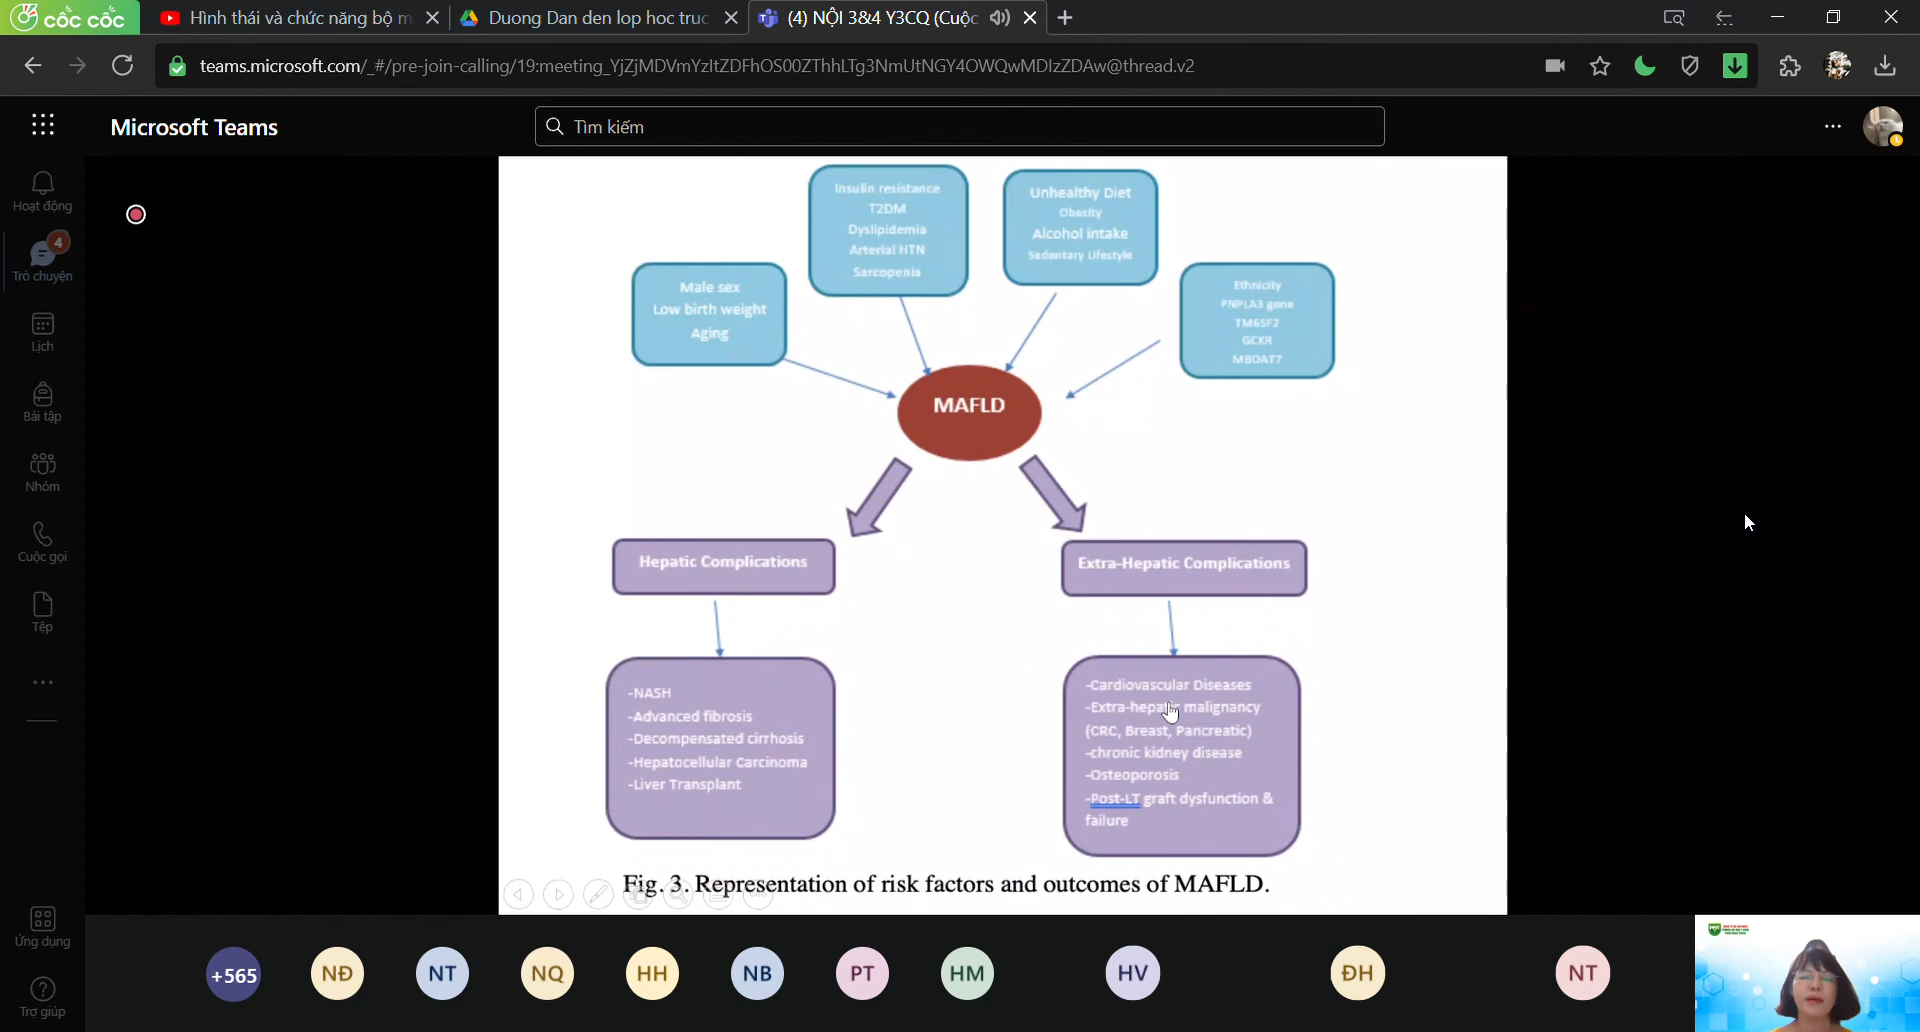 cốc cốc
Hình thái và chức năng bộ m
Duong Dan den lop hoc truc
(4) NỘI 3&4 Y3CQ (Cuộc
teams.microsoft.com/_#/pre-join-calling/19:meeting_YjZjMDVmYzItZDFhOS00ZThhLTg3NmUtNGY4OWQwMDIzZDAw@thread.v2
Microsoft Teams
Tìm kiếm
Hoạt động
4
Trò chuyện
Lịch
Bài tập
Nhóm
Cuộc gọi
Tệp
Ứng dụng
Trợ giúp
Insulin resistance
T2DM
Dyslipidemia
Arterial HTN
Sarcopenia
Unhealthy Diet
Obesity
Alcohol intake
Sedentary Lifestyle
Male sex
Low birth weight
Aging
Ethnicity
PNPLA3 gene
TM6SF2
GCKR
MBOAT7
MAFLD
Hepatic Complications
Extra-Hepatic Complications
-NASH
-Advanced fibrosis
-Decompensated cirrhosis
-Hepatocellular Carcinoma
-Liver Transplant
-Cardiovascular Diseases
-Extra-hepatic malignancy
(CRC, Breast, Pancreatic)
-chronic kidney disease
-Osteoporosis
-Post-LT graft dysfunction &
failure
Fig. 3. Representation of risk factors and outcomes of MAFLD.
+565
NĐ
NT
NQ
HH
NB
PT
HM
HV
ĐH
NT